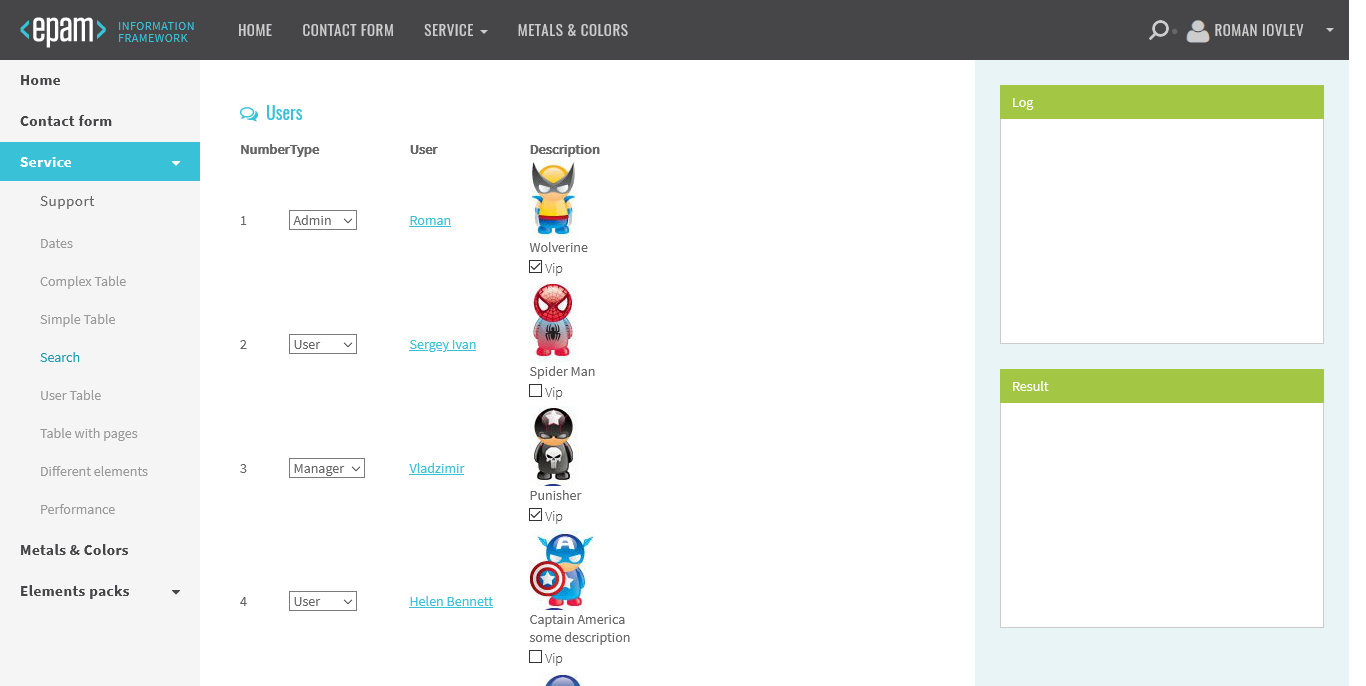 <epam> INFORMATION FRAMEWORK
HOME CONTACT FORM SERVICE METALS & COLORS ROMAN IOVLEV
Home
Contact form
Service
Support
Dates
Complex Table
Simple Table
Search
User Table
Table with pages
Different elements
Performance
Metals & Colors
Elements packs
Users
Number Type User Description
1 Admin Roman
Wolverine
Vip
2 User Sergey Ivan
Spider Man
Vip
3 Manager Vladzimir
Punisher
Vip
4 User Helen Bennett
Captain America
some description
Vip
Log
Result